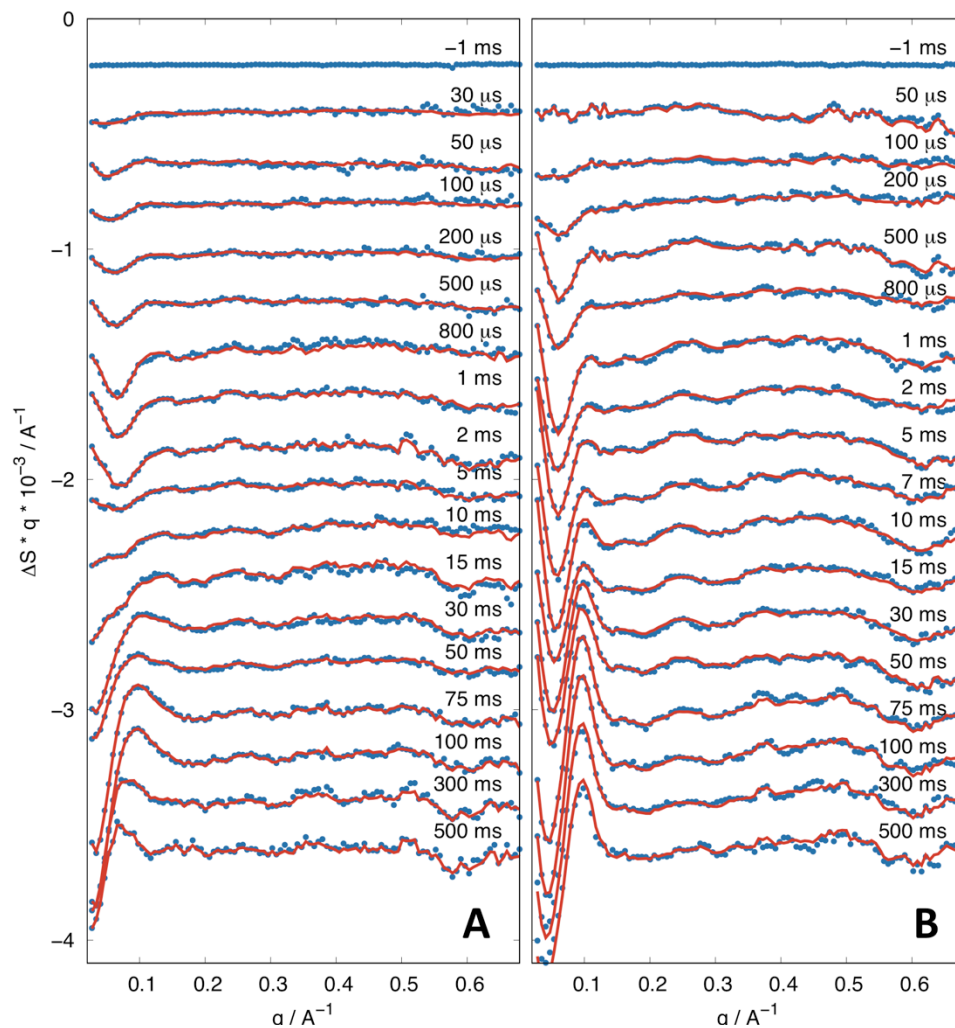 0
-1
-2
-3
-4
ΔS * q * 10⁻³ / A⁻¹
−1 ms
30 μs
50 μs
100 μs
200 μs
500 μs
800 μs
1 ms
2 ms
5 ms
10 ms
15 ms
30 ms
50 ms
75 ms
100 ms
300 ms
500 ms
A
0.1 0.2 0.3 0.4 0.5 0.6
q / A⁻¹
−1 ms
50 μs
100 μs
200 μs
500 μs
800 μs
1 ms
2 ms
5 ms
7 ms
10 ms
15 ms
30 ms
50 ms
75 ms
100 ms
300 ms
500 ms
B
0.1 0.2 0.3 0.4 0.5 0.6
q / A⁻¹